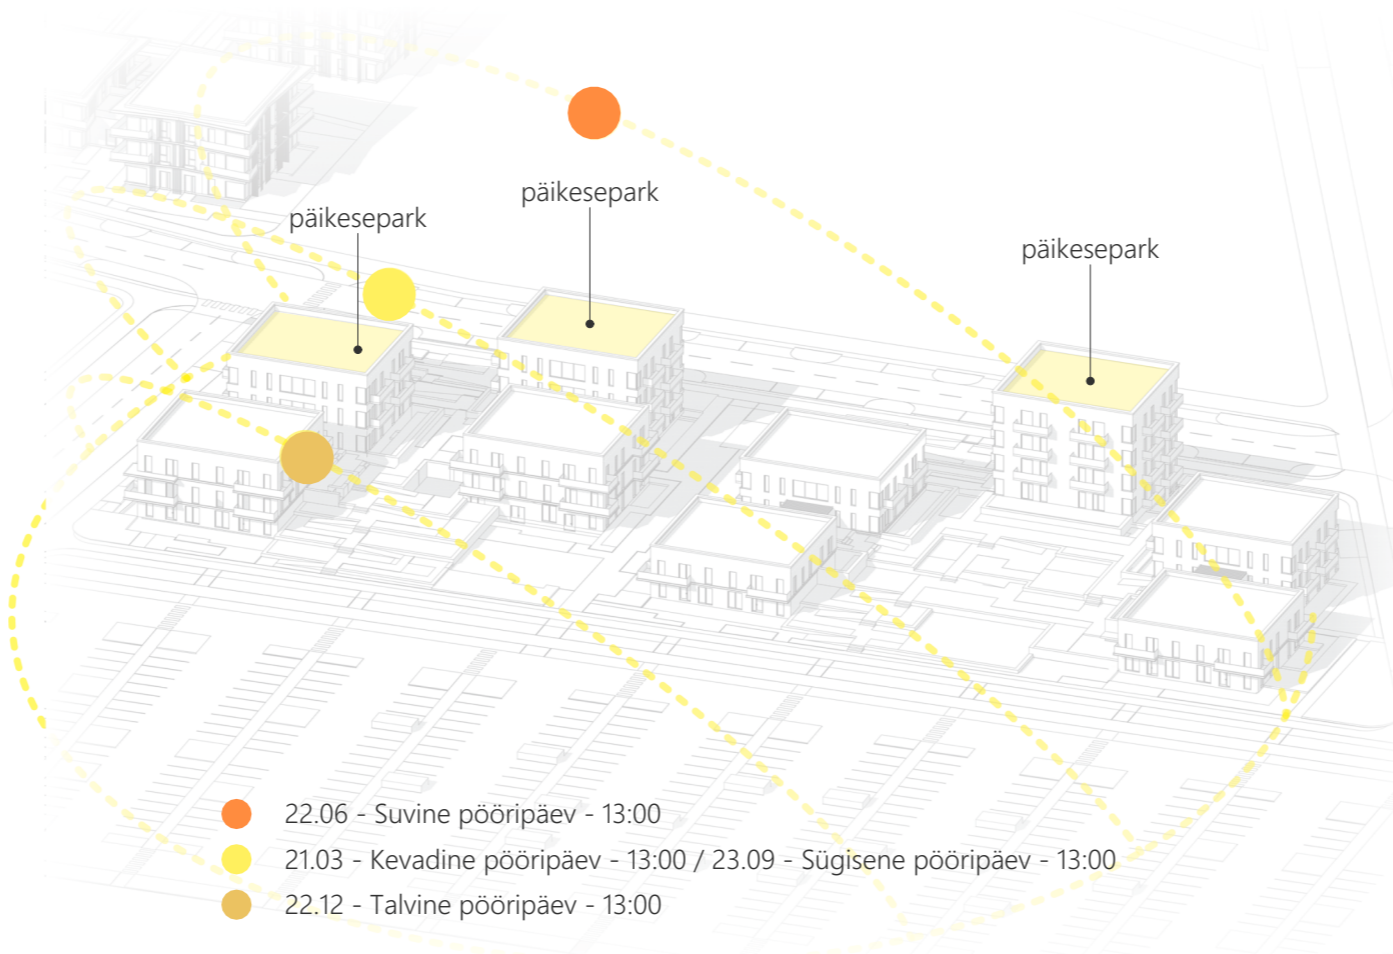 päikesepark
päikesepark
päikesepark
22.06 - Suvine pööripäev - 13:00
21.03 - Kevadine pööripäev - 13:00 / 23.09 - Sügisene pööripäev - 13:00
22.12 - Talvine pööripäev - 13:00